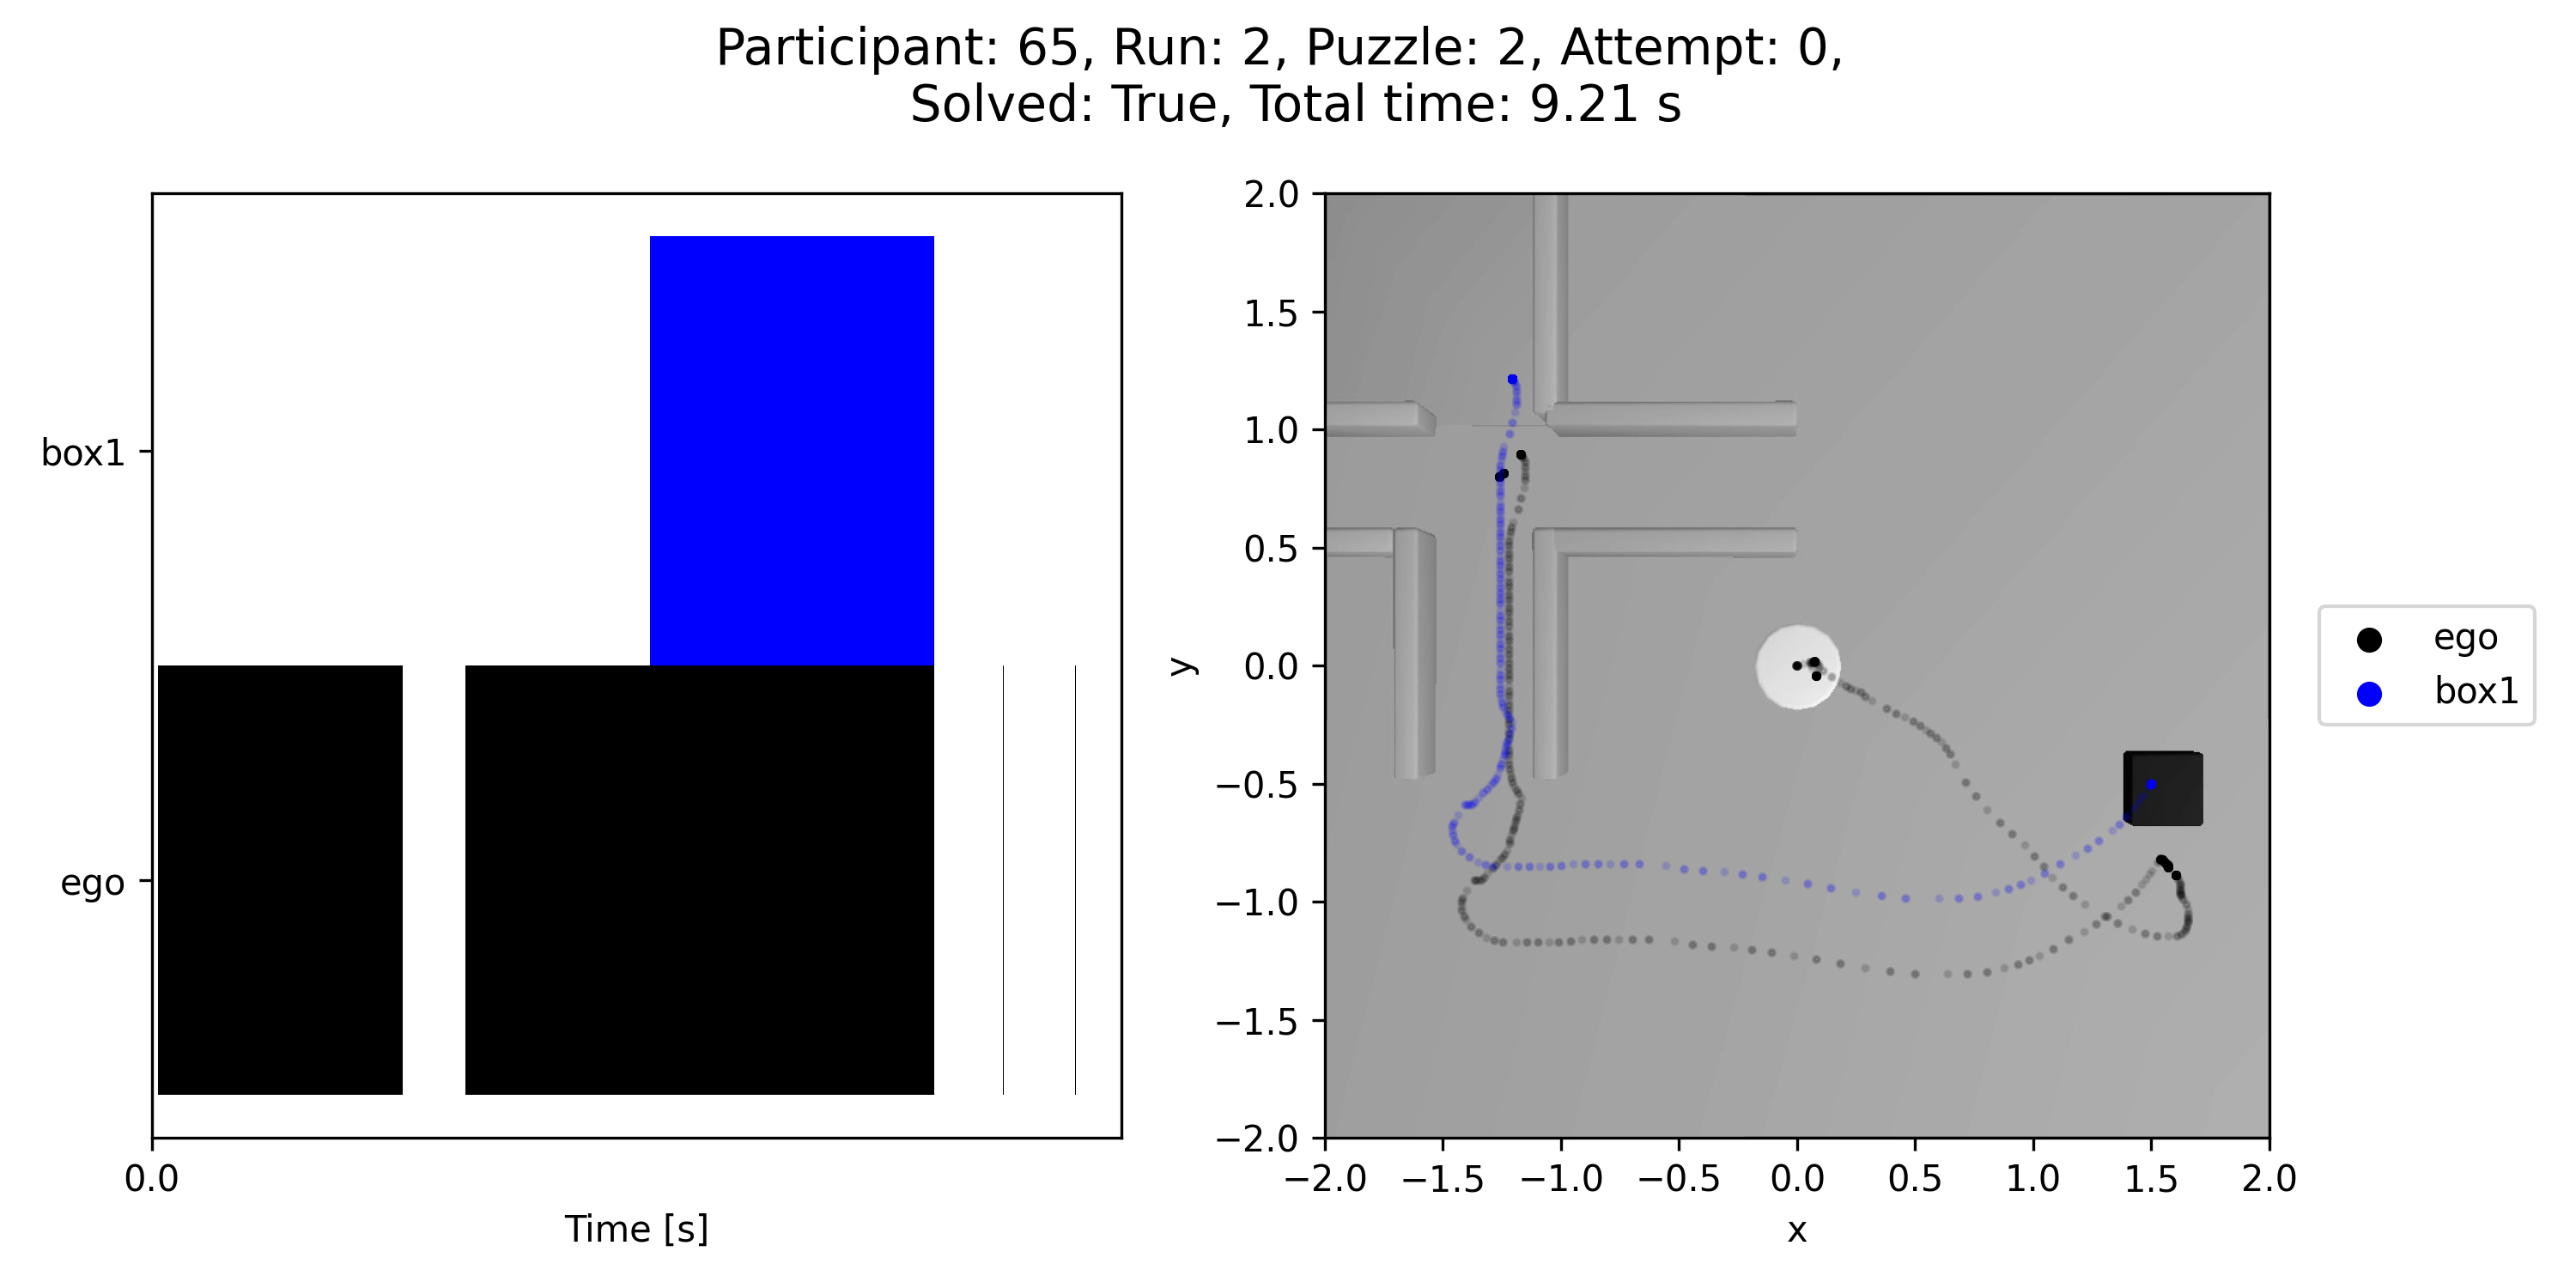 Participant: 65, Run: 2, Puzzle: 2, Attempt: 0,
Solved: True, Total time: 9.21 s
box1
ego
0.0
Time [s]
2.0
1.5
1.0
0.5
0.0
−0.5
−1.0
−1.5
−2.0
y
−2.0 −1.5 −1.0 −0.5 0.0 0.5 1.0 1.5 2.0
x
ego
box1